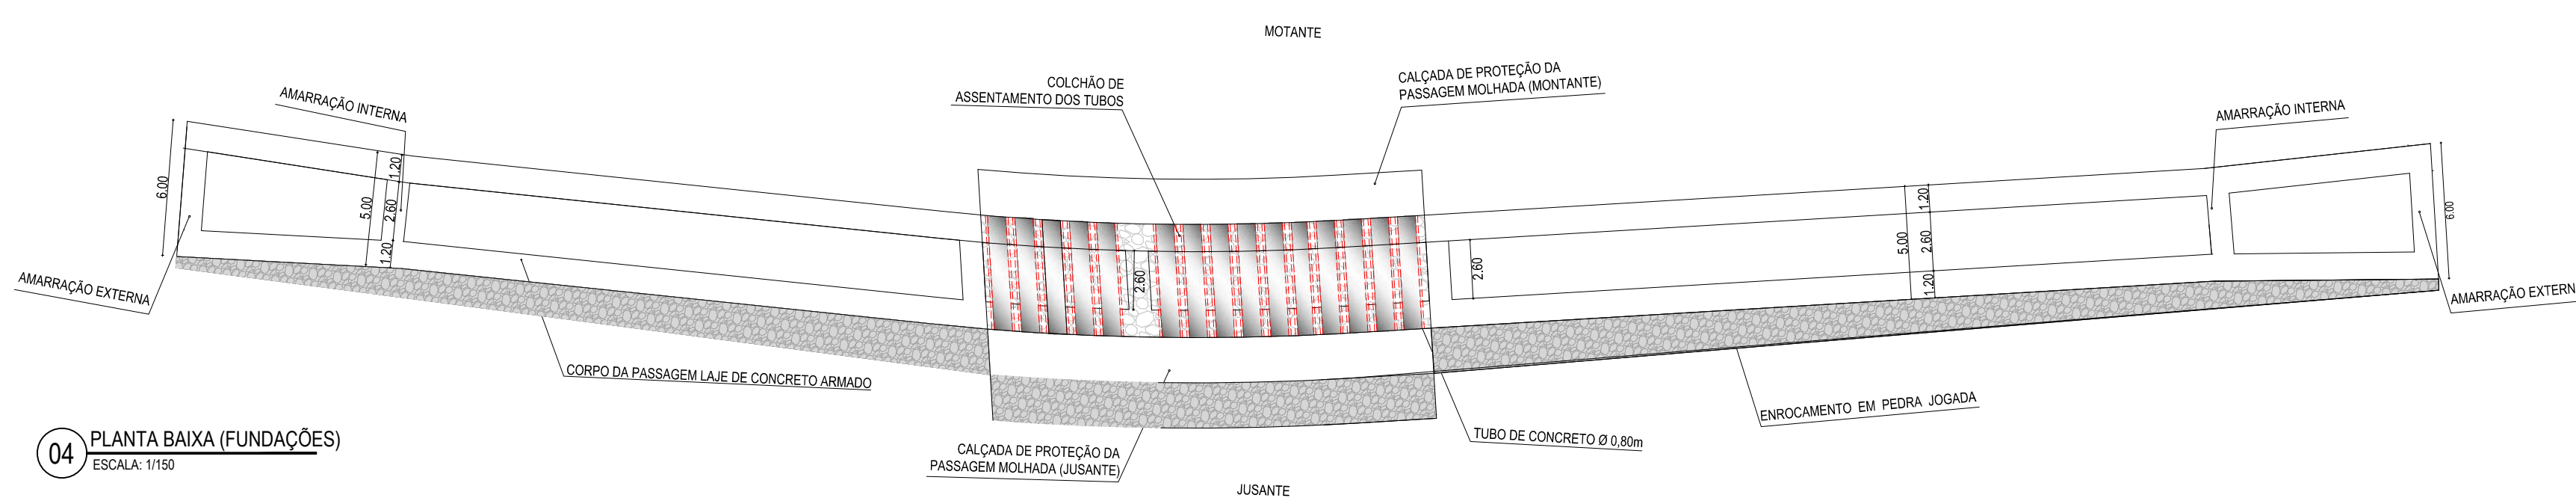 MOTANTE
COLCHÃO DE
ASSENTAMENTO DOS TUBOS
CALÇADA DE PROTEÇÃO DA
PASSAGEM MOLHADA (MONTANTE)
AMARRAÇÃO INTERNA
AMARRAÇÃO INTERNA
6.00
5.00
1.20
2.60
1.20
2.60
2.60
5.00
1.20
2.60
1.20
6.00
AMARRAÇÃO EXTERNA
AMARRAÇÃO EXTERN
CORPO DA PASSAGEM LAJE DE CONCRETO ARMADO
ENROCAMENTO EM PEDRA JOGADA
TUBO DE CONCRETO Ø 0,80m
CALÇADA DE PROTEÇÃO DA
PASSAGEM MOLHADA (JUSANTE)
JUSANTE
04 PLANTA BAIXA (FUNDAÇÕES)
ESCALA: 1/150